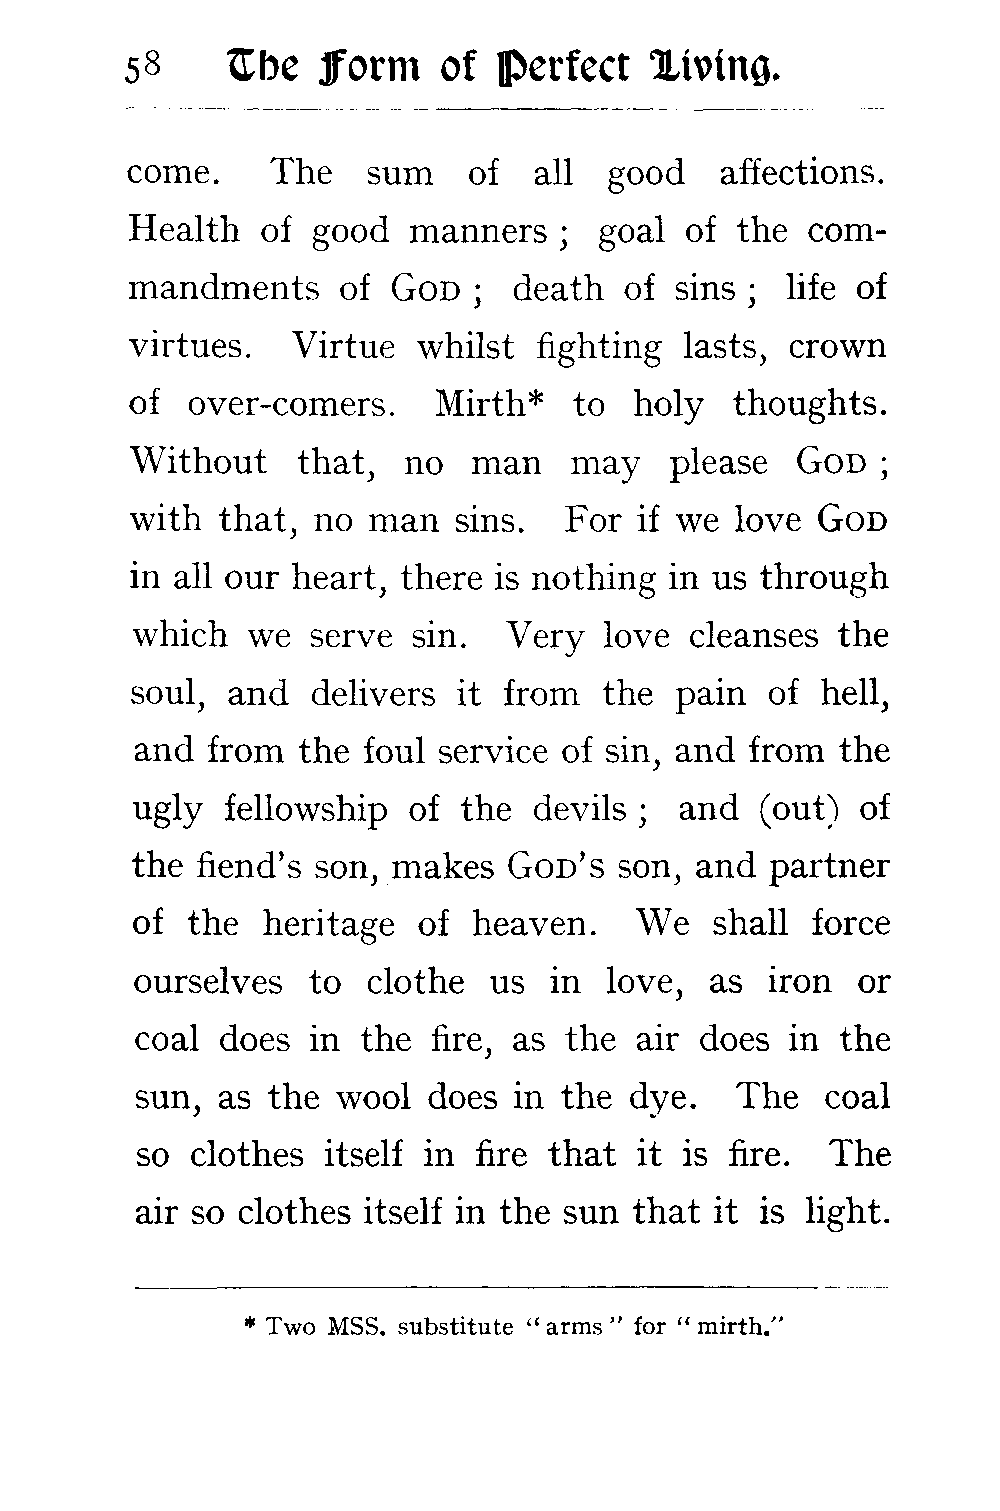 58 The Form of Perfect Living.
come. The sum of all good affections.
Health of good manners ; goal of the com-
mandments of GOD ; death of sins ; life of
virtues. Virtue whilst fighting lasts, crown
of over-comers. Mirth* to holy thoughts.
Without that, no man may please GOD ;
with that, no man sins. For if we love GOD
in all our heart, there is nothing in us through
which we serve sin. Very love cleanses the
soul, and delivers it from the pain of hell,
and from the foul service of sin, and from the
ugly fellowship of the devils ; and (out) of
the fiend's son, makes GOD'S son, and partner
of the heritage of heaven. We shall force
ourselves to clothe us in love, as iron or
coal does in the fire, as the air does in the
sun, as the wool does in the dye. The coal
so clothes itself in fire that it is fire. The
air so clothes itself in the sun that it is light.
* Two MSS. substitute “ arms ” for “ mirth.”